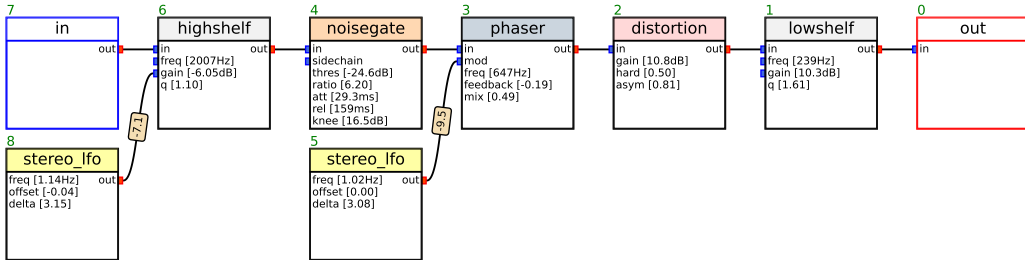 7
in
out
6
highshelf
in
out
freq [2007Hz]
gain [-6.05dB]
q [1.10]
4
noisegate
in
out
sidechain
thres [-24.6dB]
ratio [6.20]
att [29.3ms]
rel [159ms]
knee [16.5dB]
3
phaser
in
out
mod
freq [647Hz]
feedback [-0.19]
mix [0.49]
2
distortion
in
out
gain [10.8dB]
hard [0.50]
asym [0.81]
1
lowshelf
in
out
freq [239Hz]
gain [10.3dB]
q [1.61]
0
out
in
-7.1
-9.5
8
stereo_lfo
freq [1.14Hz]
out
offset [-0.04]
delta [3.15]
5
stereo_lfo
freq [1.02Hz]
out
offset [0.00]
delta [3.08]